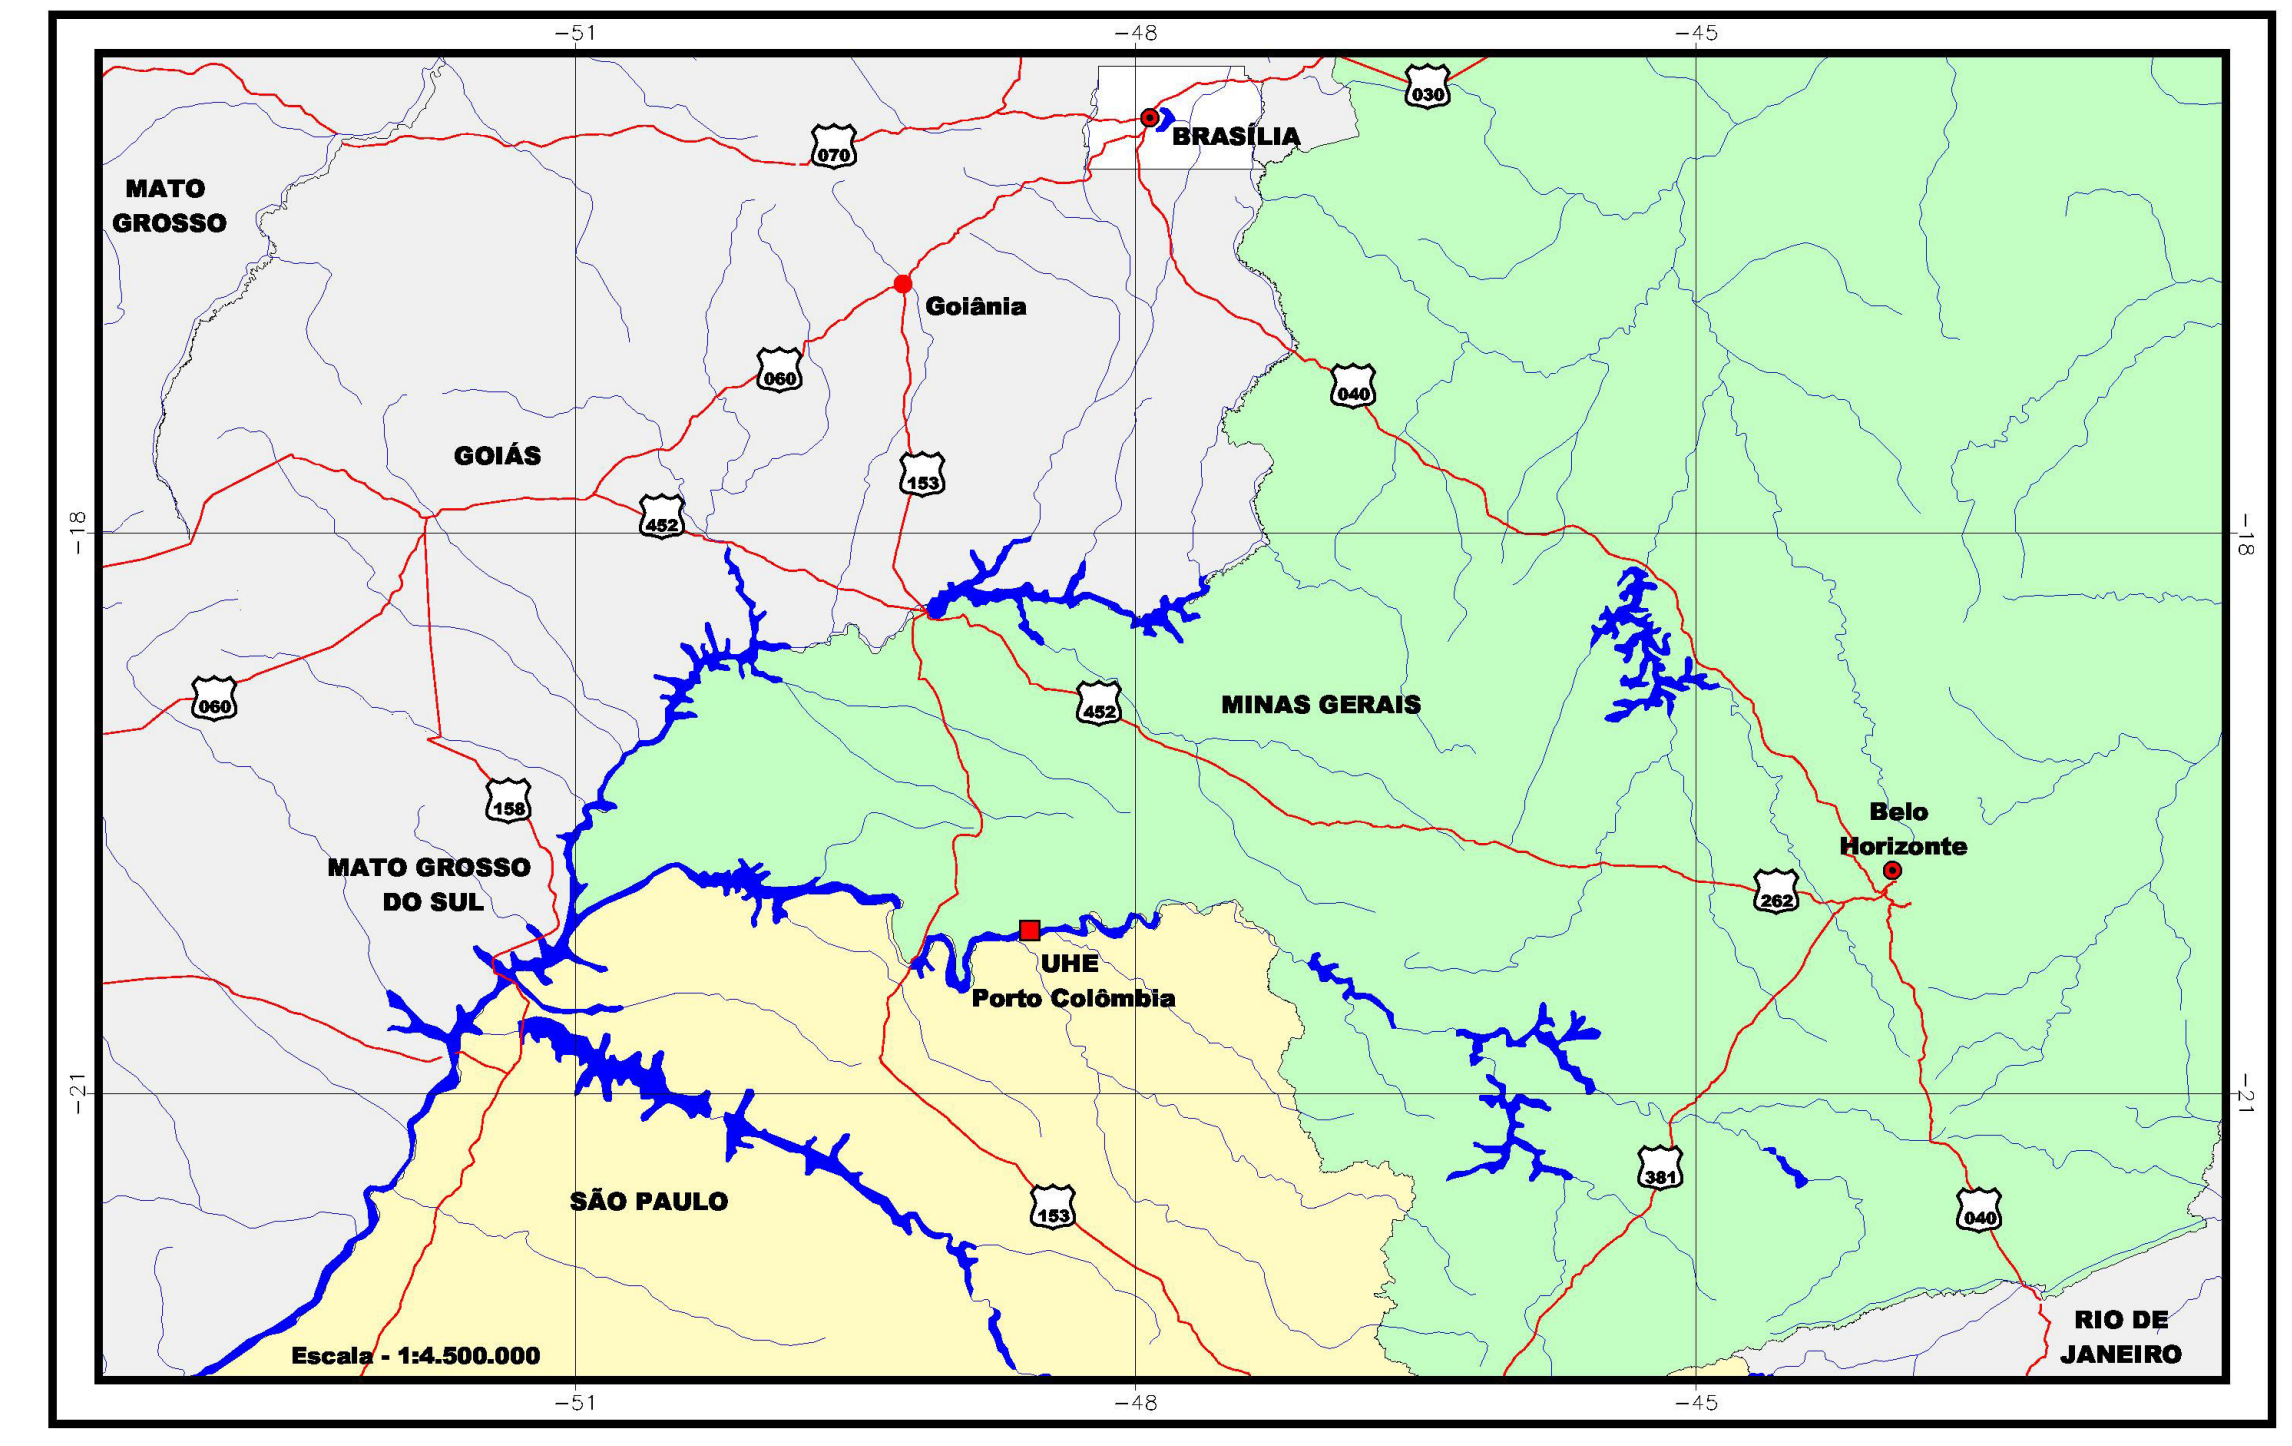 -51
-48
-45
030
BRASÍLIA
070
MATO
GROSSO
Goiânia
060
040
GOIÁS
153
452
-18
-18
060
452
MINAS GERAIS
158
Belo
Horizonte
MATO GROSSO
DO SUL
262
UHE
Porto Colômbia
-21
-21
381
SÃO PAULO
153
040
RIO DE
JANEIRO
Escala - 1:4.500.000
-51
-48
-45